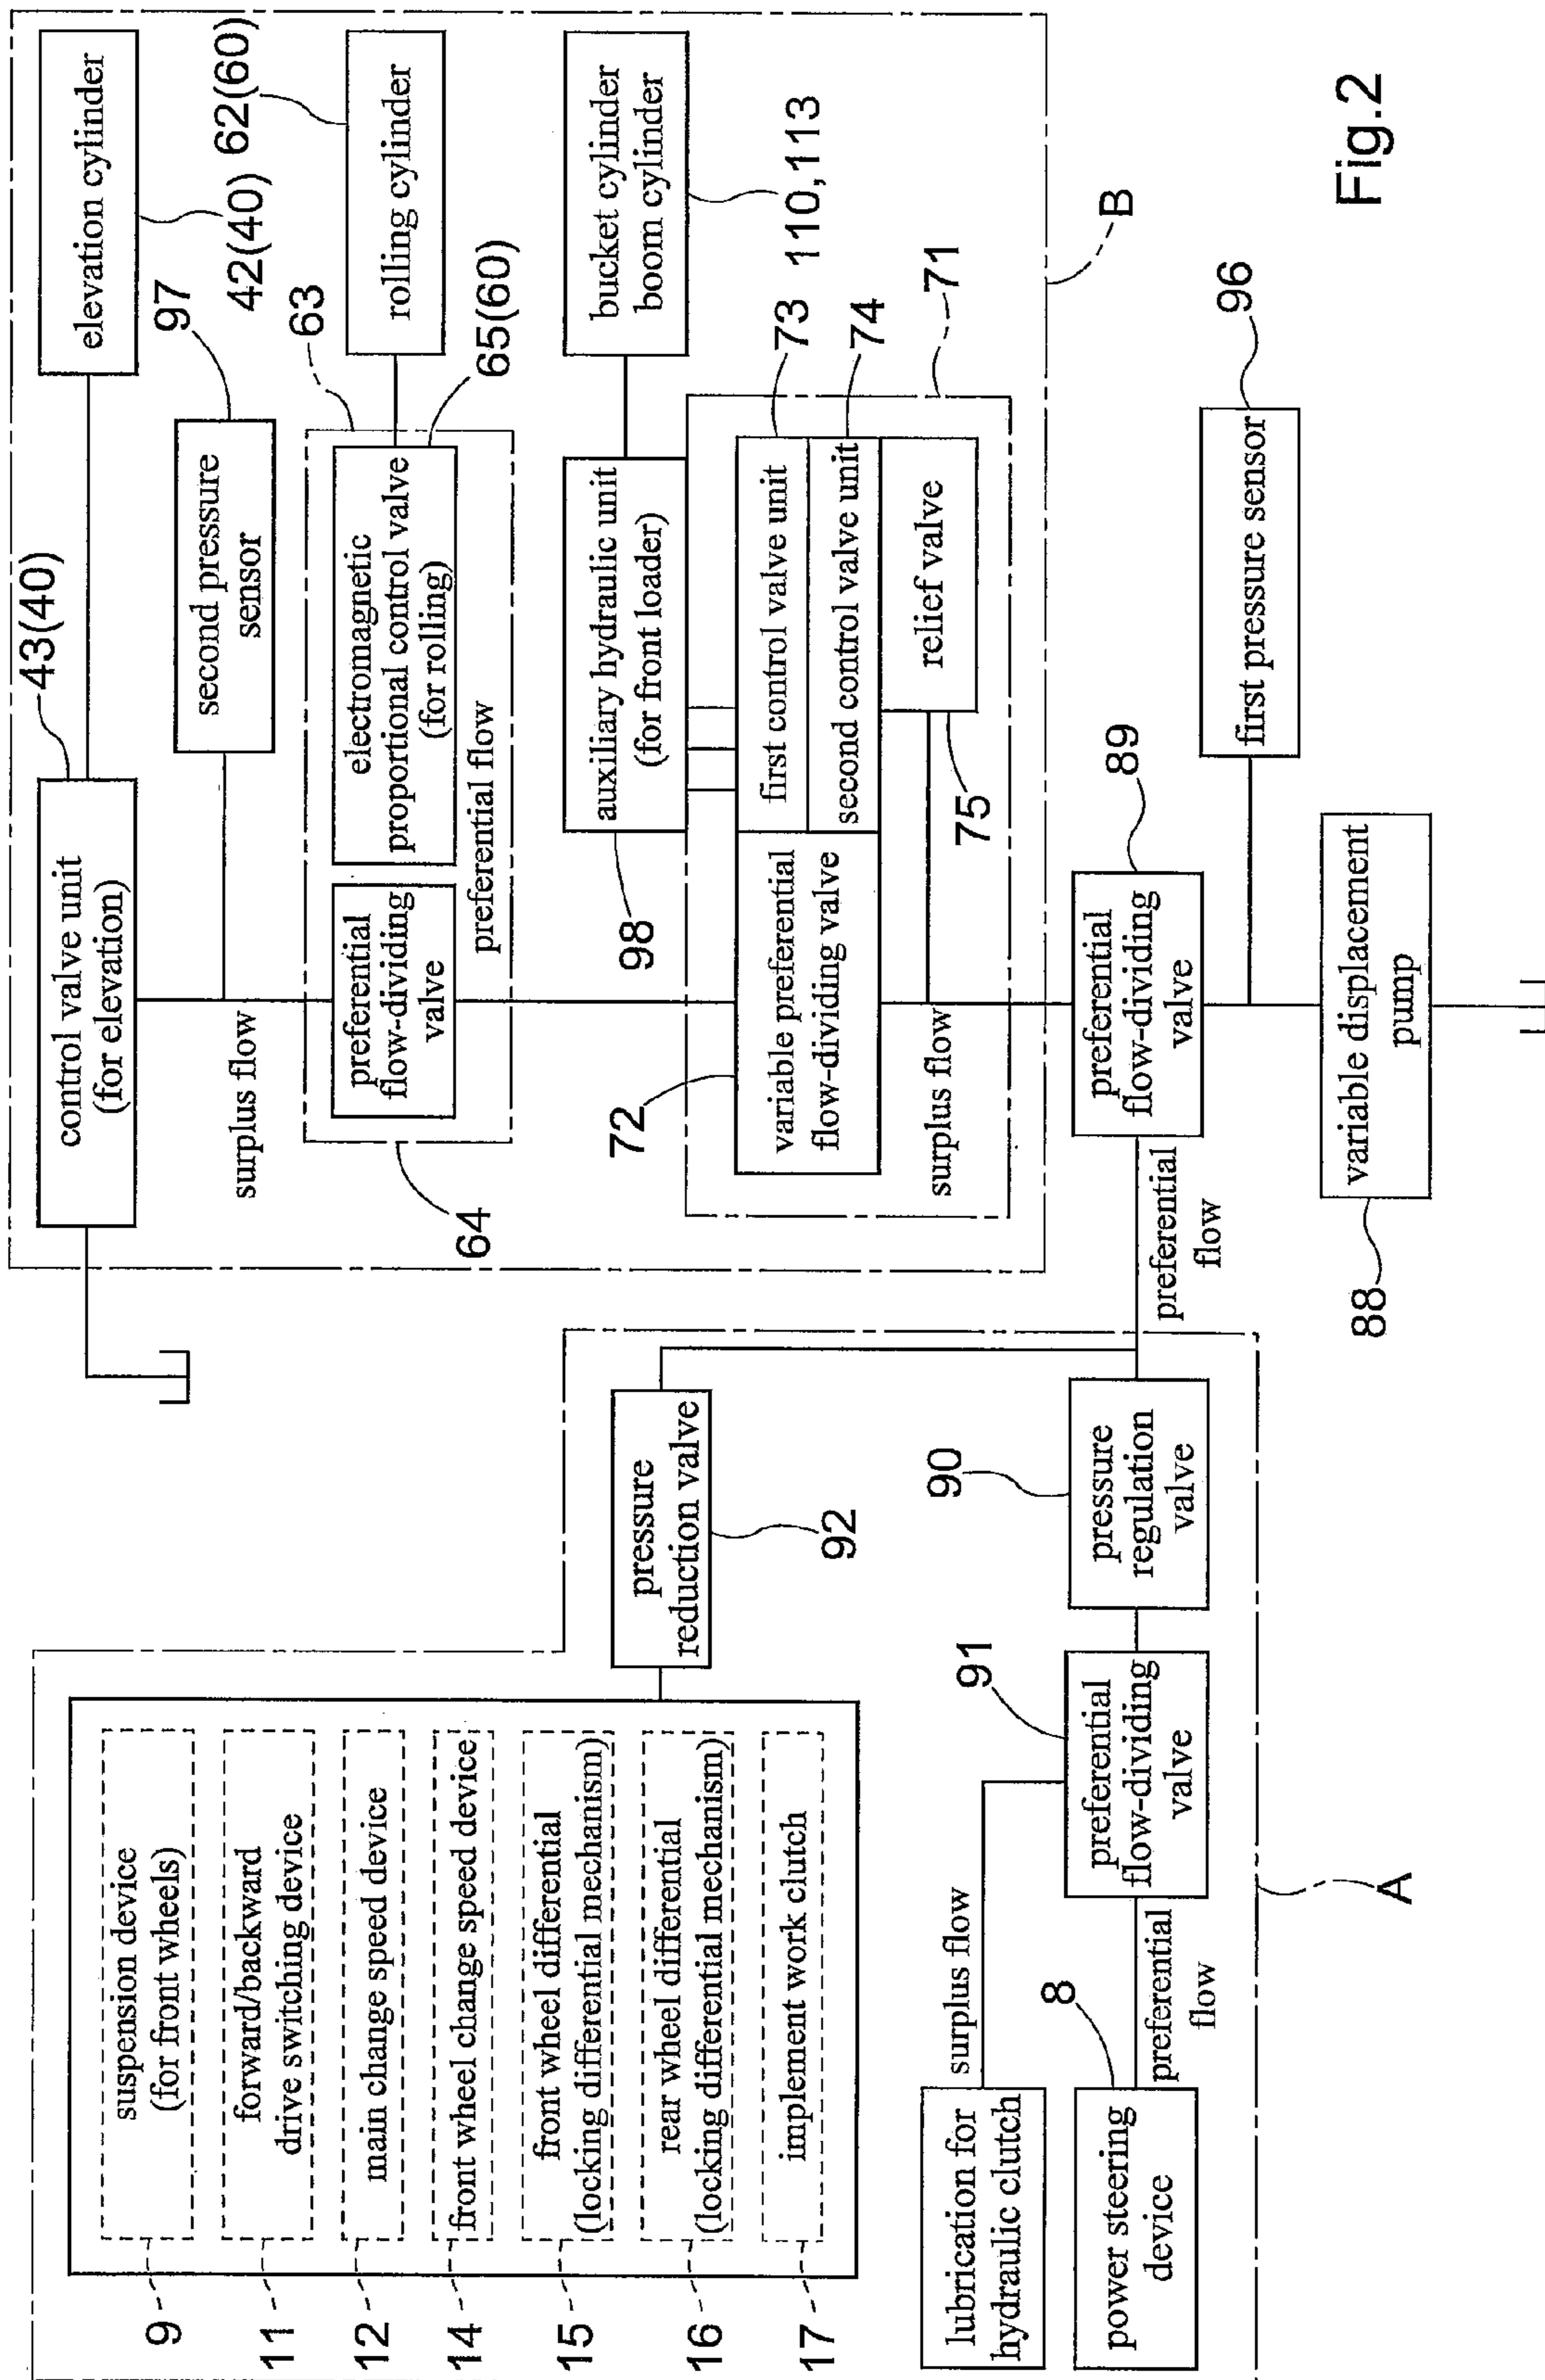 9
suspension device
(for front wheels)
11
forward/backward
drive switching device
12
main change speed device
14
front wheel change speed device
15
front wheel differential
(locking differential mechanism)
16
rear wheel differential
(locking differential mechanism)
17
implement work clutch
pressure
reduction valve
92
lubrication for
hydraulic clutch
surplus flow
power steering
device
8
preferential
flow
91
preferential
flow-dividing
valve
90
pressure
regulation
valve
A
preferential
flow
control valve unit
(for elevation)
43(40)
elevation cylinder
42(40)
surplus flow
second pressure
sensor
97
64
preferential
flow-dividing
valve
electromagnetic
proportional control valve
(for rolling)
63
preferential flow
65(60)
rolling cylinder
62(60)
98
auxiliary hydraulic unit
(for front loader)
bucket cylinder
boom cylinder
110,113
72
variable preferential
flow-dividing valve
first control valve unit
73
second control valve unit
74
relief valve
75
71
surplus flow
B
preferential
flow-dividing
valve
89
first pressure sensor
96
88
variable displacement
pump
Fig.2